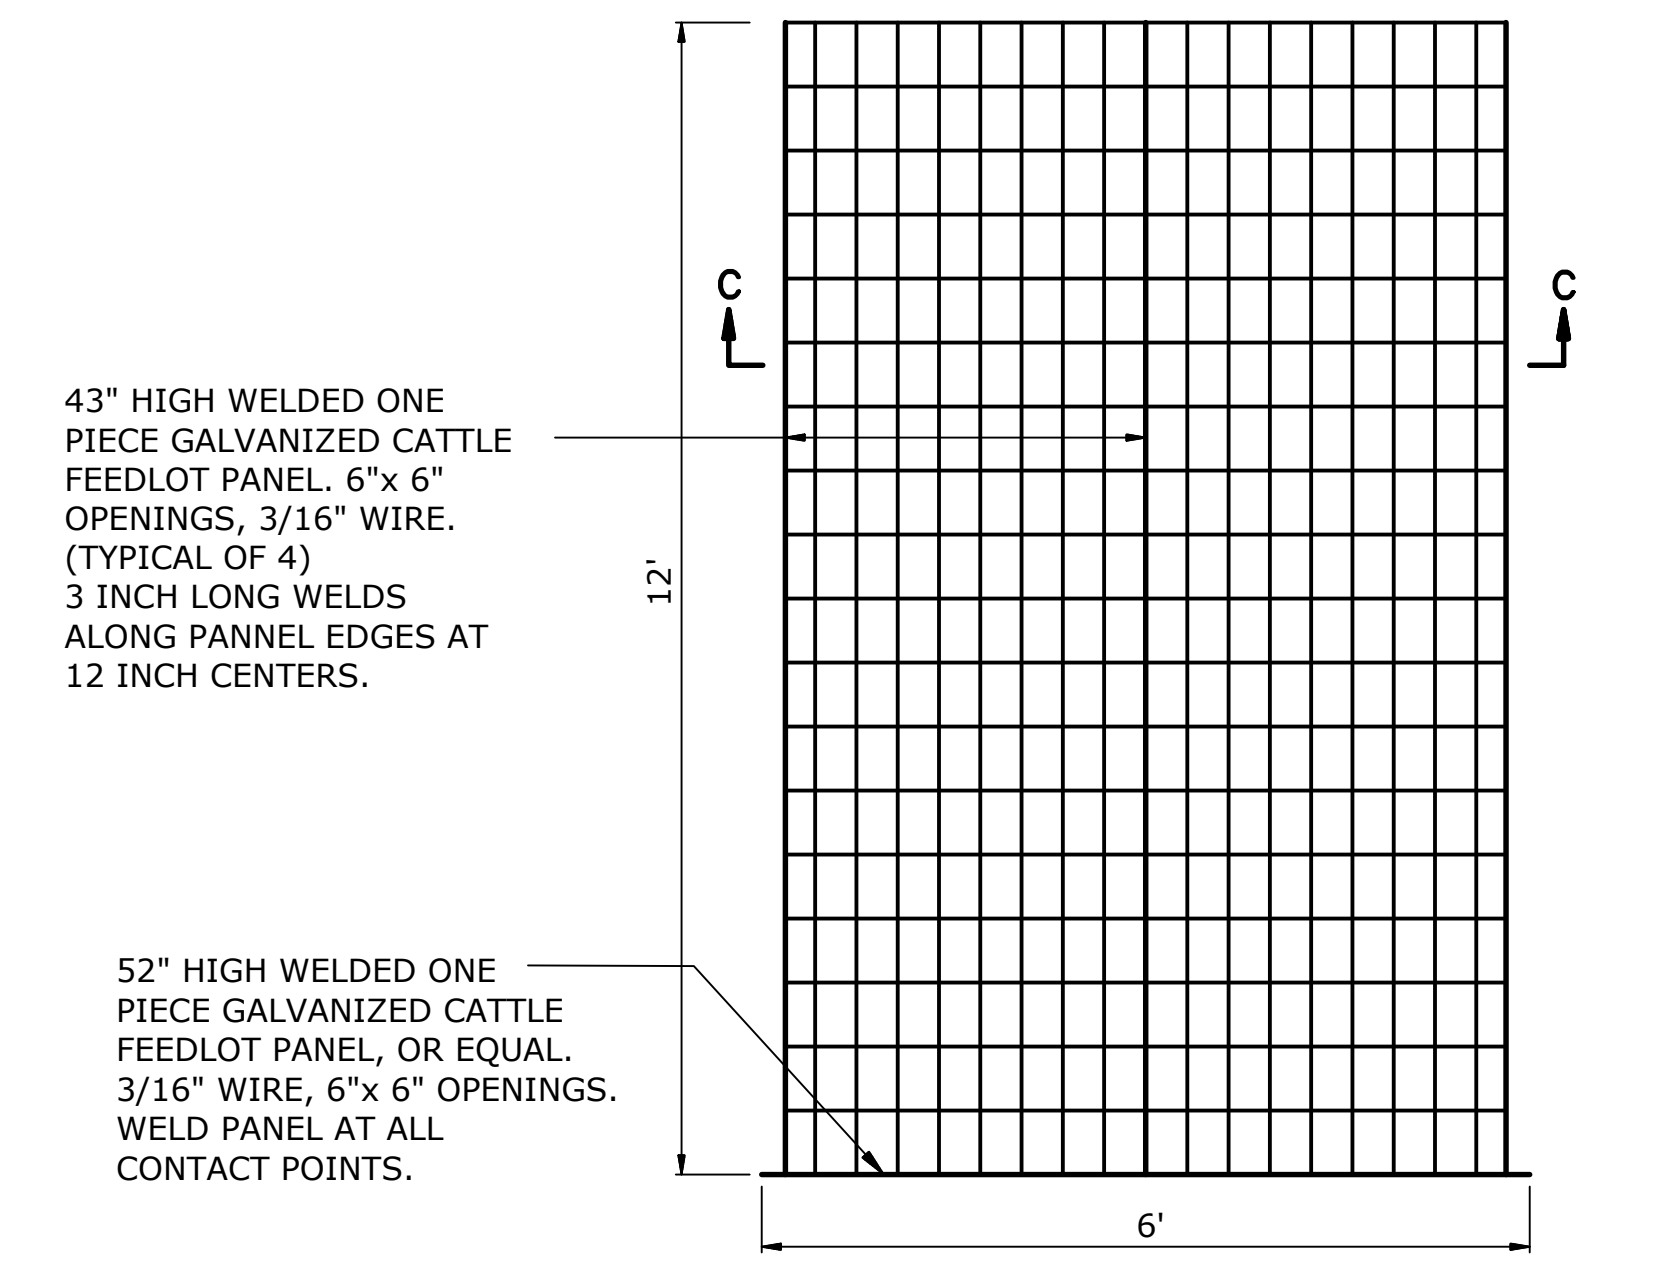 C
C
43" HIGH WELDED ONE
PIECE GALVANIZED CATTLE
FEEDLOT PANEL. 6"x 6"
OPENINGS, 3/16" WIRE.
(TYPICAL OF 4)
3 INCH LONG WELDS
ALONG PANNEL EDGES AT
12 INCH CENTERS.
12'
52" HIGH WELDED ONE
PIECE GALVANIZED CATTLE
FEEDLOT PANEL, OR EQUAL.
3/16" WIRE, 6"x 6" OPENINGS.
WELD PANEL AT ALL
CONTACT POINTS.
6'